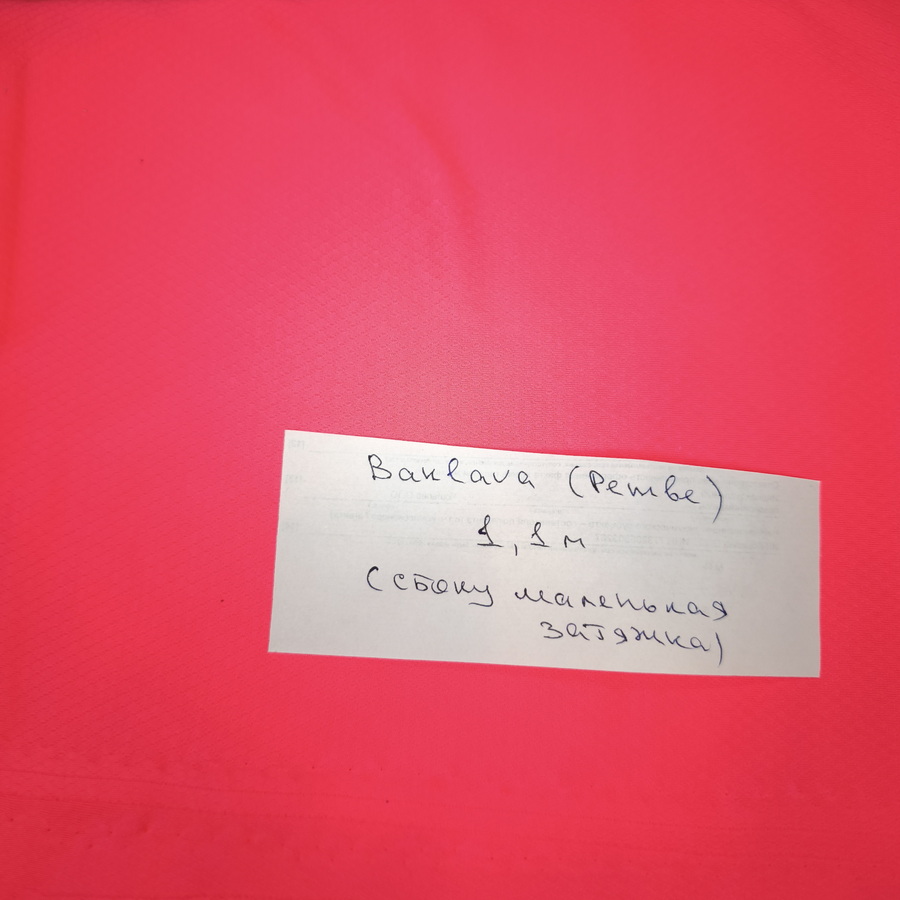 Baklava (Pembe)
1,1 м
(сбоку маленькая
затяжка)